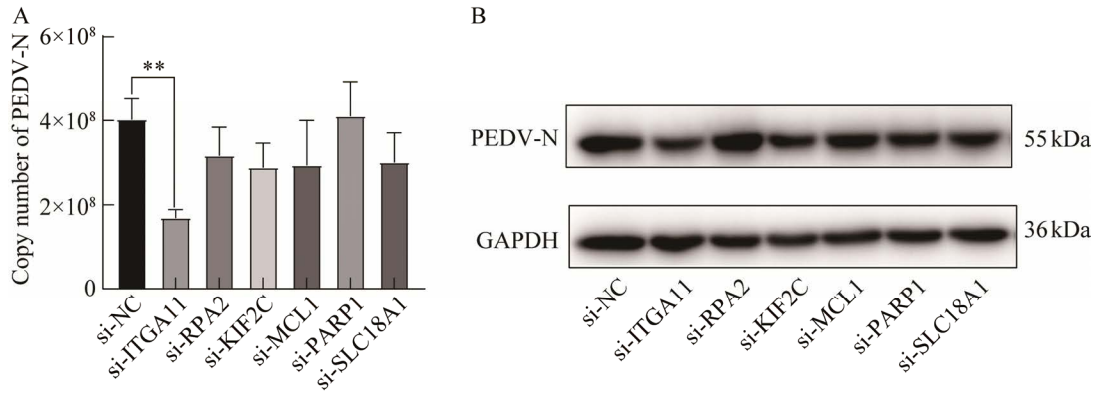 A
Copy number of PEDV-N
6×10⁸
4×10⁸
2×10⁸
0
**
si-NC
si-ITGA11
si-RPA2
si-KIF2C
si-MCL1
si-PARP1
si-SLC18A1
B
PEDV-N
55 kDa
GAPDH
36 kDa
si-NC
si-ITGA11
si-RPA2
si-KIF2C
si-MCL1
si-PARP1
si-SLC18A1